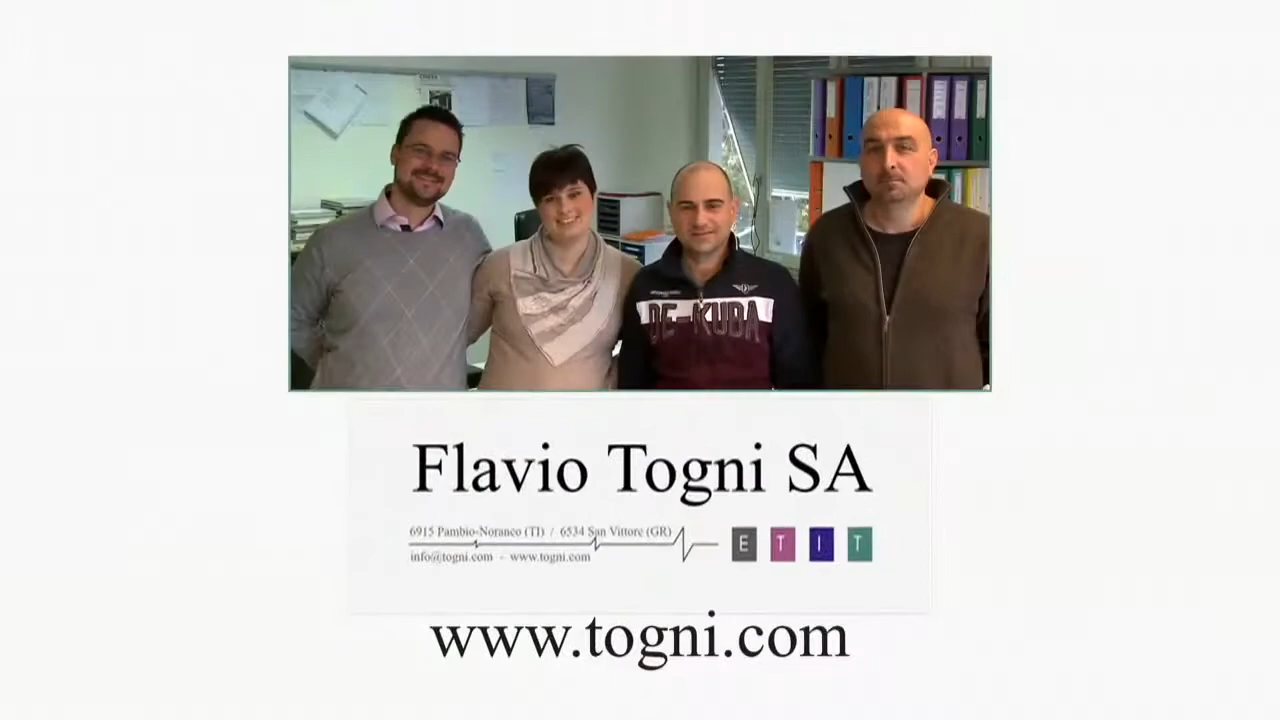 DE-KUBA
Flavio Togni SA
6915 Pambio-Noranco (TI) / 6534 San Vittore (GR)
info@togni.com - www.togni.com
E T I T
www.togni.com